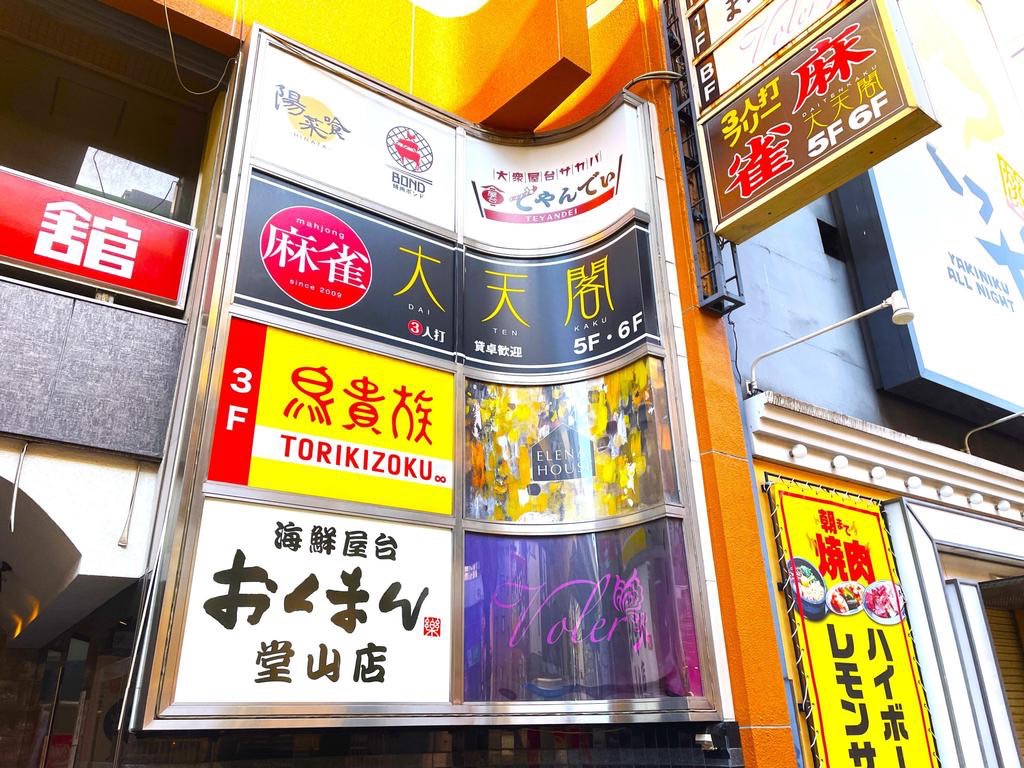 舘
陽菜喰
HINATA
BOND
焼肉ボンド
大衆屋台サカバ
てやんでぃ
TEYANDEI
mahjong
麻雀
since 2009
大天閣
DAI TEN KAKU
3人打
貸卓歓迎
5F・6F
3F
鳥貴族
TORIKIZOKU∞
ELENA
HOUSE
海鮮屋台
おくまん
堂山店
Voler
1F
BF
Voler
3人打
フリー
麻雀
DAITENKAKU
大天閣
5F 6F
YAKINIKU
ALL NIGHT
朝まで
焼肉
ハイボー
レモンサ